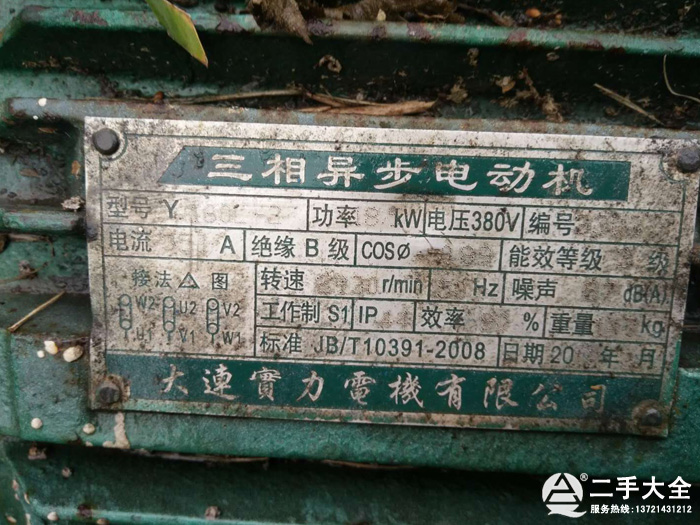 三相异步电动机
型号 Y 功率 kW 电压380V 编号
电流 A 绝缘 B 级 COSØ 能效等级 级
接法 △ 图 转速 r/min Hz 噪声 dB(A)
W2 U2 V2 工作制 S1 IP 效率 % 重量 kg
U1 V1 W1 标准 JB/T10391-2008 日期20 年 月
大連實力電機有限公司
二手大全
服务热线:13721431212